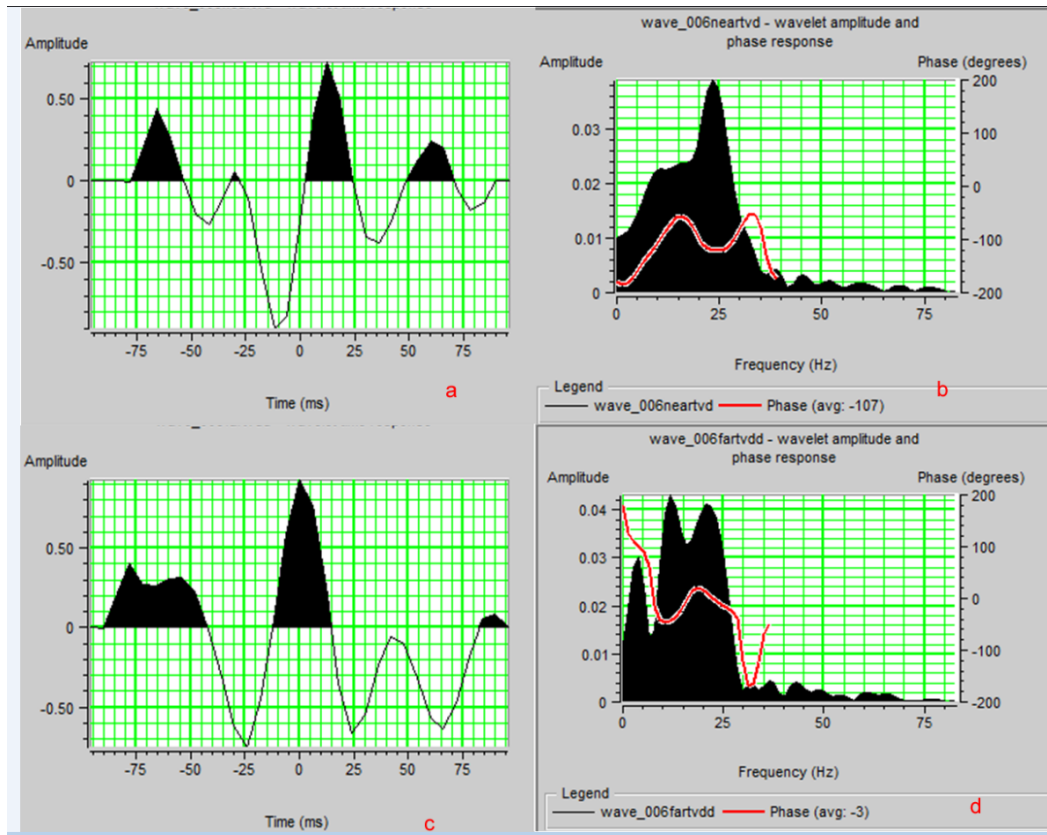 wave_006neartvd - wavelet amplitude and
phase response
Amplitude
0.50
0
-0.50
-75
-50
-25
0
25
50
75
Time (ms)
a
Amplitude
Phase (degrees)
0.03
0.02
0.01
0
200
100
0
-100
-200
0
25
50
75
Frequency (Hz)
b
Legend
wave_006neartvd
Phase (avg: -107)
Amplitude
0.50
0
-0.50
-75
-50
-25
0
25
50
75
Time (ms)
c
wave_006fartvdd - wavelet amplitude and
phase response
Amplitude
Phase (degrees)
0.04
0.03
0.02
0.01
0
200
100
0
-100
-200
0
25
50
75
Frequency (Hz)
Legend
wave_006fartvdd
Phase (avg: -3)
d